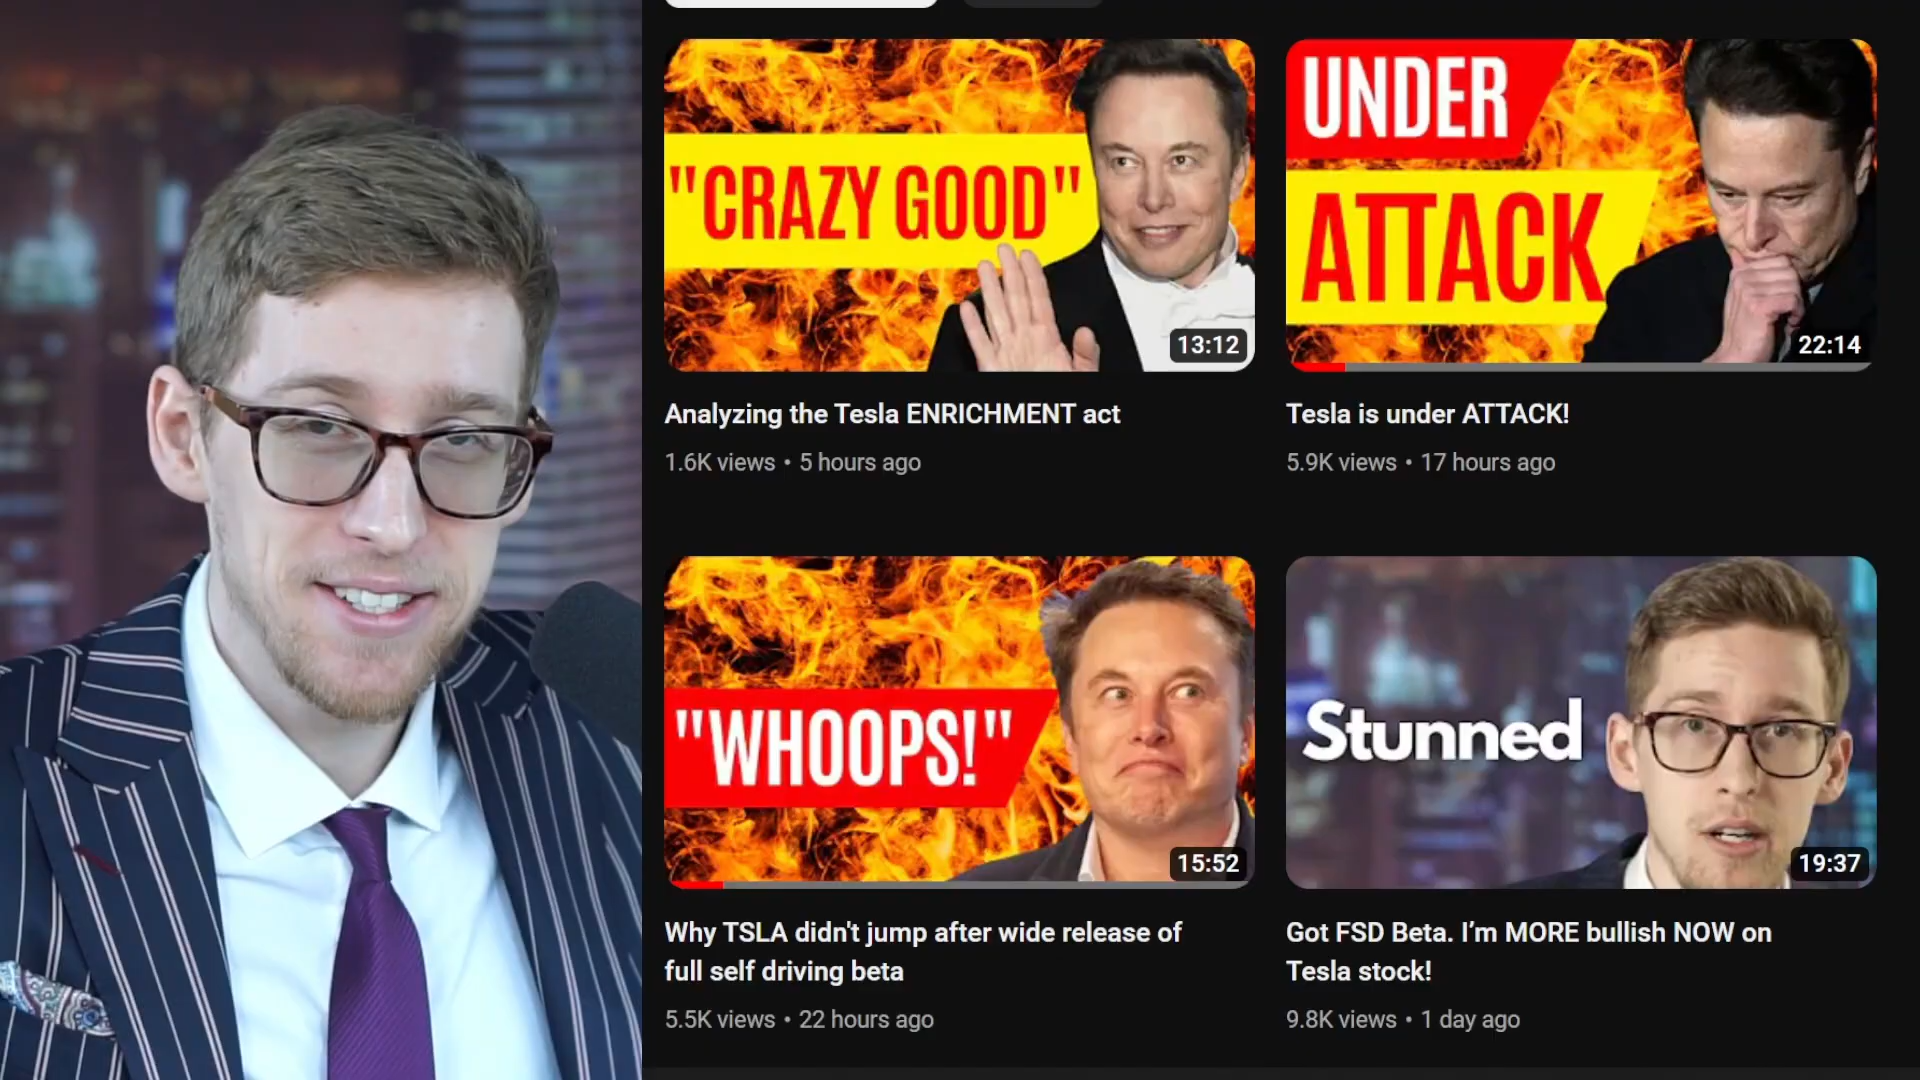 "CRAZY GOOD"
13:12
Analyzing the Tesla ENRICHMENT act
1.6K views • 5 hours ago
UNDER
ATTACK
22:14
Tesla is under ATTACK!
5.9K views • 17 hours ago
"WHOOPS!"
15:52
Why TSLA didn't jump after wide release of
full self driving beta
5.5K views • 22 hours ago
Stunned
19:37
Got FSD Beta. I’m MORE bullish NOW on
Tesla stock!
9.8K views • 1 day ago